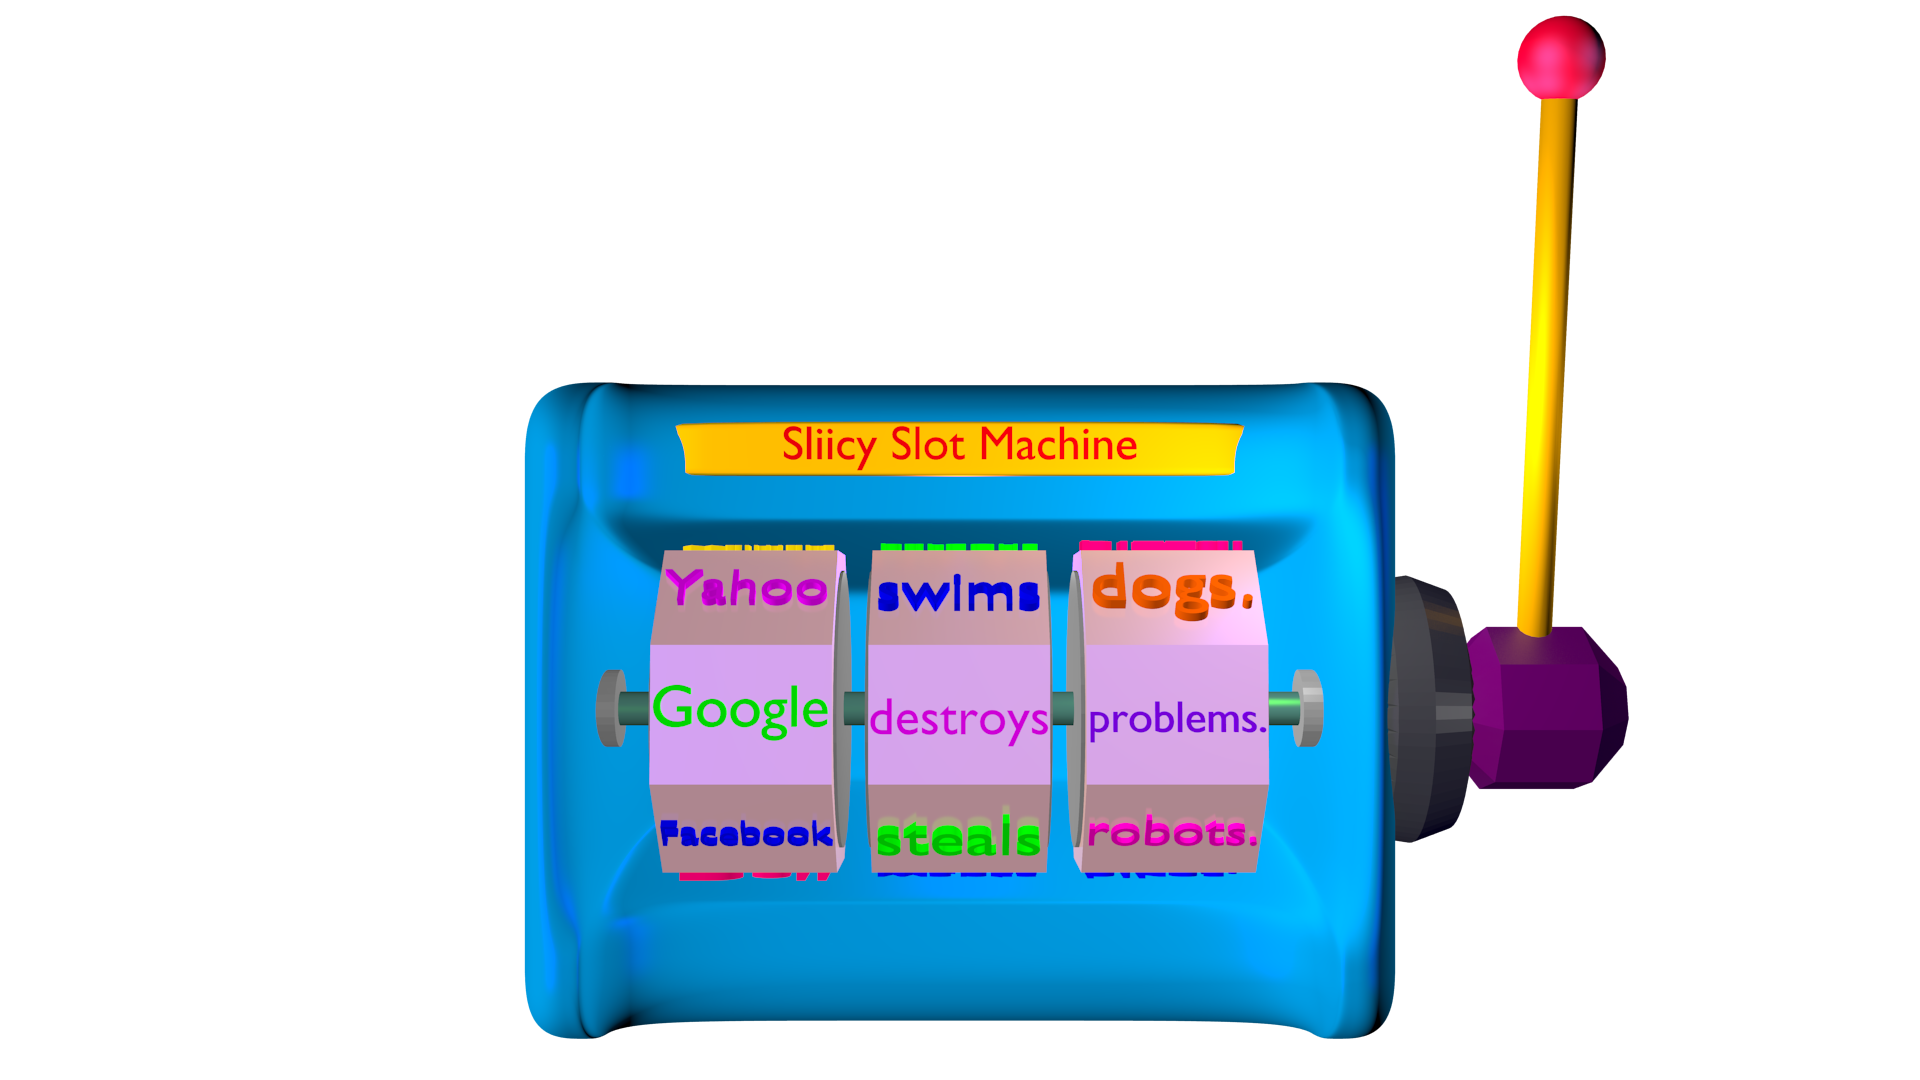 Sliicy Slot Machine
Yahoo swims dogs.
Google destroys problems.
Facebook steals robots.